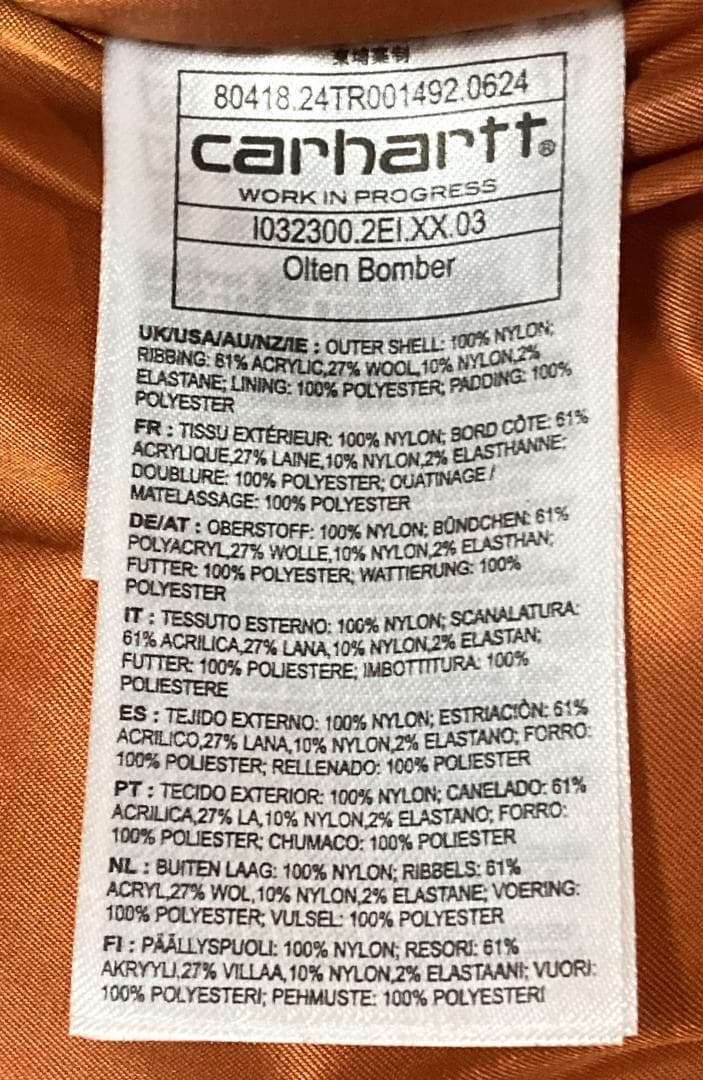 柬埔寨制
80418.24TR001492.0624
carhartt®
WORK IN PROGRESS
I032300.2EI.XX.03
Olten Bomber
UK/USA/AU/NZ/IE : OUTER SHELL: 100% NYLON;
RIBBING: 61% ACRYLIC,27% WOOL,10% NYLON,2%
ELASTANE; LINING: 100% POLYESTER; PADDING: 100%
POLYESTER
FR : TISSU EXTÉRIEUR: 100% NYLON; BORD CÔTE: 61%
ACRYLIQUE,27% LAINE,10% NYLON,2% ELASTHANNE;
DOUBLURE: 100% POLYESTER; OUATINAGE /
MATELASSAGE: 100% POLYESTER
DE/AT : OBERSTOFF: 100% NYLON; BÜNDCHEN: 61%
POLYACRYL,27% WOLLE,10% NYLON,2% ELASTHAN;
FUTTER: 100% POLYESTER; WATTIERUNG: 100%
POLYESTER
IT : TESSUTO ESTERNO: 100% NYLON; SCANALATURA:
61% ACRILICA,27% LANA,10% NYLON,2% ELASTAN;
FUTTER: 100% POLIESTERE; IMBOTTITURA: 100%
POLIESTERE
ES : TEJIDO EXTERNO: 100% NYLON; ESTRIACIÓN: 61%
ACRILICO,27% LANA,10% NYLON,2% ELASTANO; FORRO:
100% POLIESTER; RELLENADO: 100% POLIESTER
PT : TECIDO EXTERIOR: 100% NYLON; CANELADO: 61%
ACRILICA,27% LA,10% NYLON,2% ELASTANO; FORRO:
100% POLIESTER; CHUMACO: 100% POLIESTER
NL : BUITEN LAAG: 100% NYLON; RIBBELS: 61%
ACRYL,27% WOL,10% NYLON,2% ELASTANE; VOERING:
100% POLYESTER; VULSEL: 100% POLYESTER
FI : PÄÄLLYSPUOLI: 100% NYLON; RESORI: 61%
AKRYYLI,27% VILLAA,10% NYLON,2% ELASTAANI; VUORI:
100% POLYESTERI; PEHMUSTE: 100% POLYESTERI